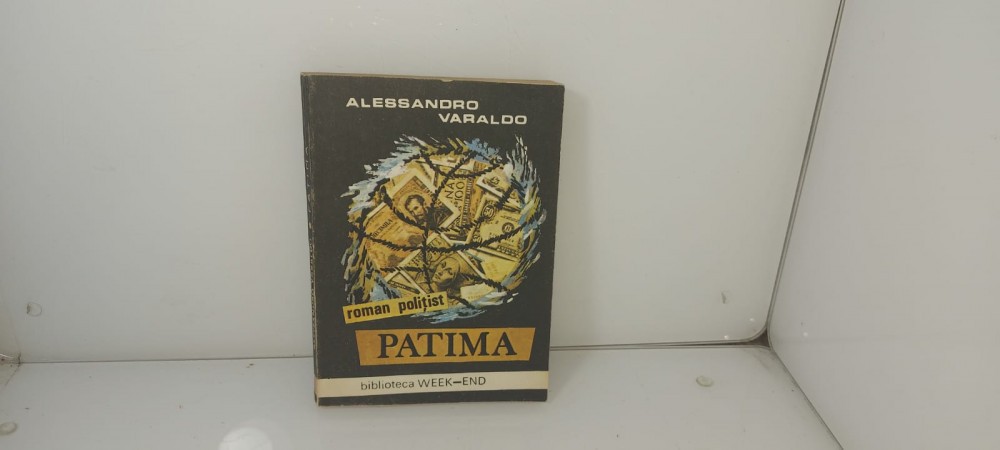 ALESSANDRO
VARALDO
roman polițist
PATIMA
biblioteca WEEK—END